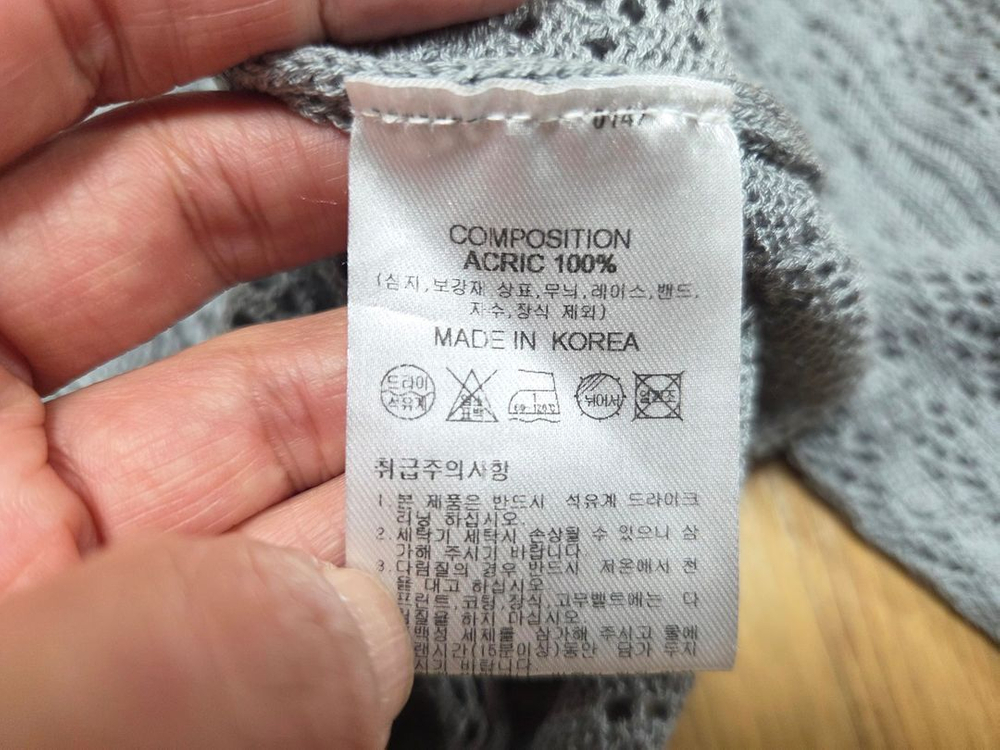 0747
COMPOSITION
ACRIC 100%
(심지,보강재 상표,무늬,레이스,밴드,
자수,장식 제외)
MADE IN KOREA
드라이
석유계
염소
표백
뉘어서
취급주의사항
1. 본 제품은 반드시 석유계 드라이크
리닝 하십시오.
2. 세탁기 세탁시 손상될 수 있으니 삼
가해 주시기 바랍니다
3. 다림질의 경우 반드시 저온에서 천
을 대고 하십시오
프린트,코팅,장식,고무벨트에는 다
림질을 하지 마십시오.
백성 세제를 삼가해 주시고 물에
랜시간(15분이상)동안 담가 두지
시기 바랍니다